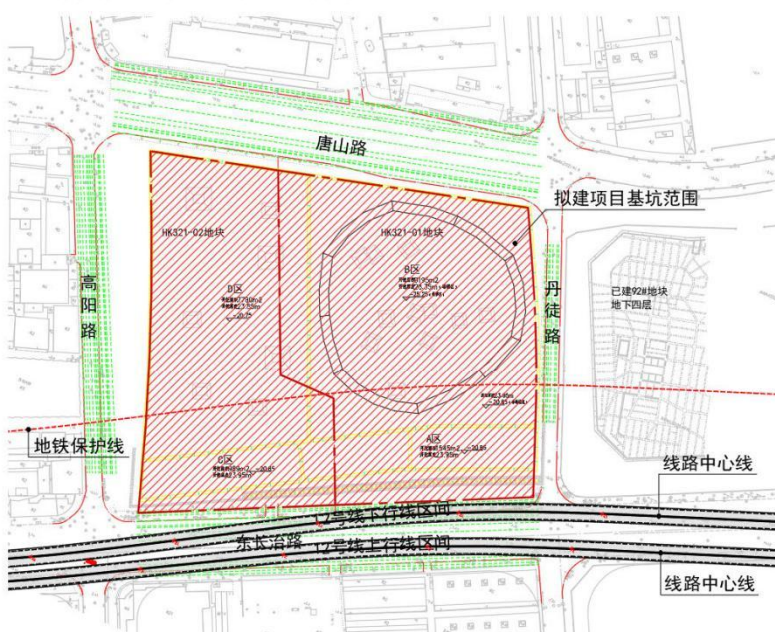 唐山路
拟建项目基坑范围
HK321-02地块
HK321-01地块
B区
D区
高阳路
丹徒路
已建92#地块
地下四层
地铁保护线
A区
C区
线路中心线
12号线下行线区间
东长治路
12号线上行线区间
线路中心线